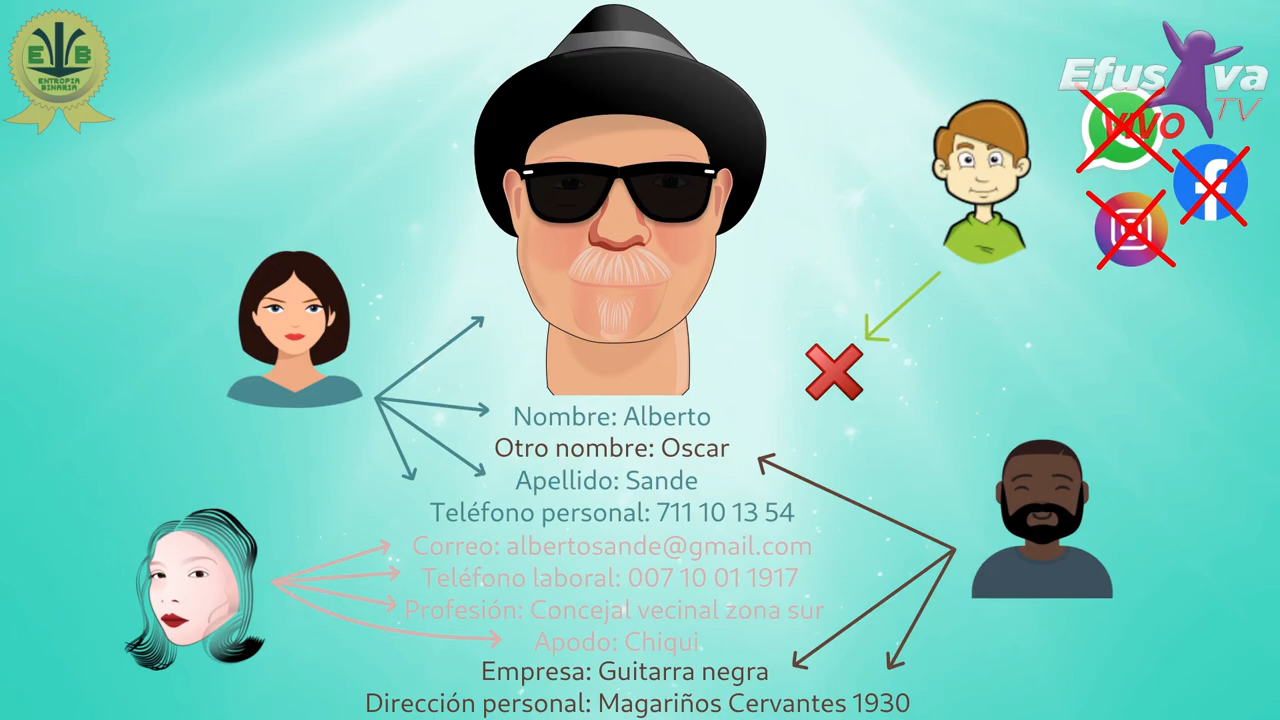 E B
ENTROPIA
BINARIA
Efus va
TV
VIVO
Nombre: Alberto
Otro nombre: Oscar
Apellido: Sande
Teléfono personal: 711 10 13 54
Correo: albertosande@gmail.com
Teléfono laboral: 007 10 01 1917
Profesión: Concejal vecinal zona sur
Apodo: Chiqui
Empresa: Guitarra negra
Dirección personal: Magariños Cervantes 1930